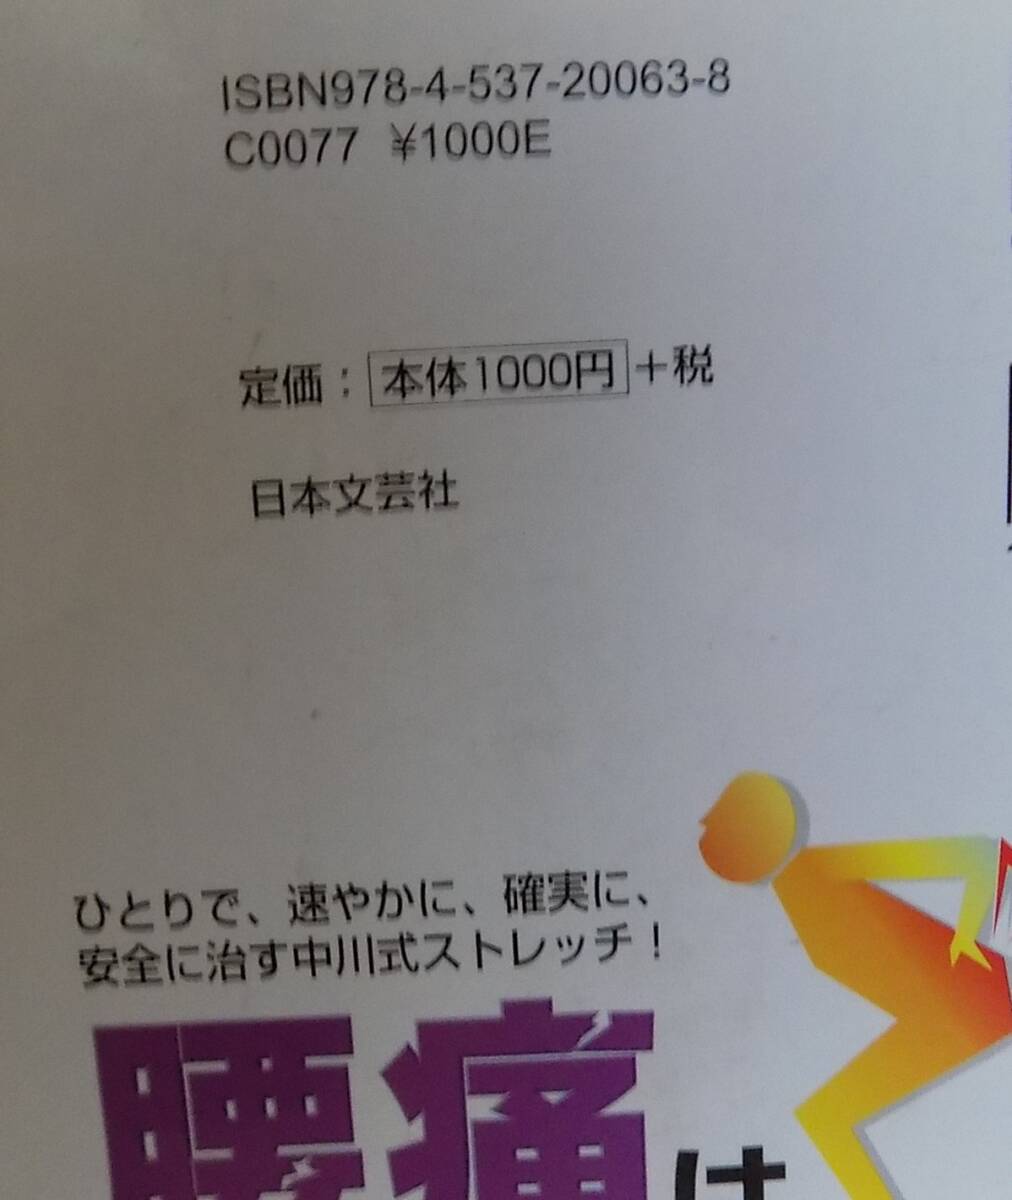 ISBN978-4-537-20063-8
C0077 ¥1000E
定価：本体1000円+税
日本文芸社
ひとりで、速やかに、確実に、
安全に治す中川式ストレッチ！
腰痛は